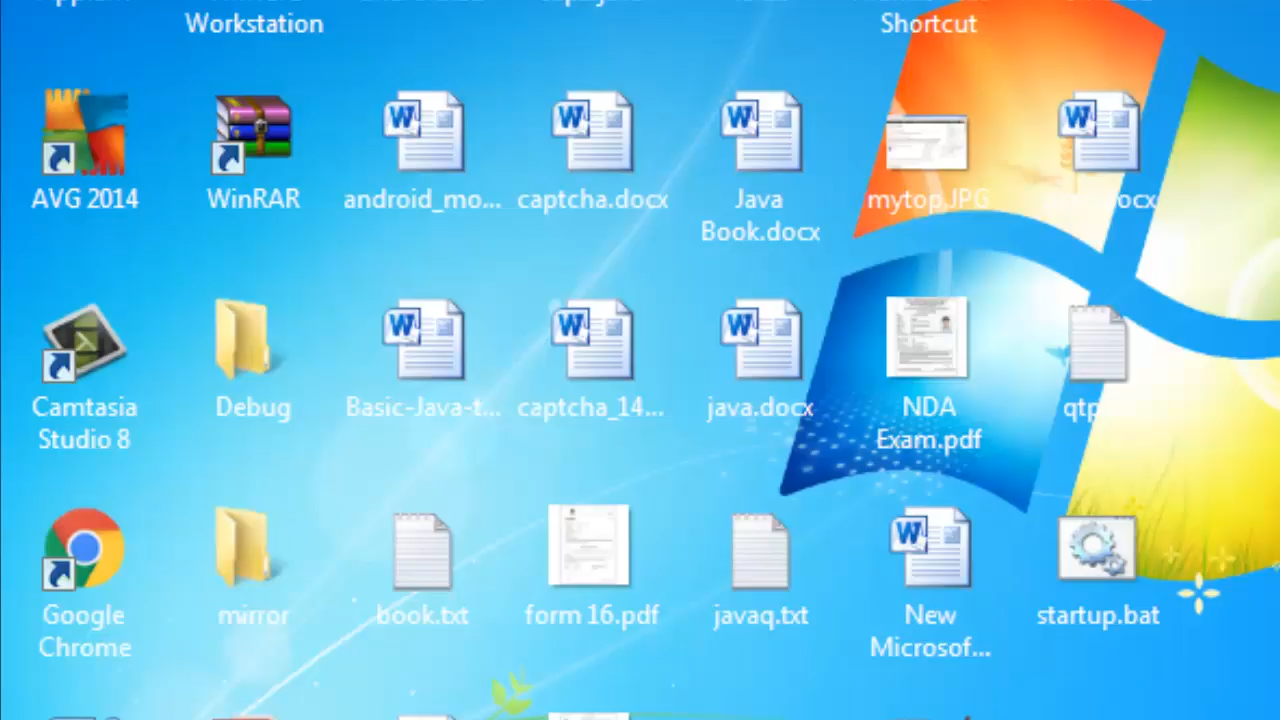 Workstation
Shortcut
AVG 2014
WinRAR
android_mo...
captcha.docx
Java
Book.docx
mytop.JPG
Camtasia
Studio 8
Debug
Basic-Java-t...
captcha_14...
java.docx
NDA
Exam.pdf
Google
Chrome
mirror
book.txt
form 16.pdf
javaq.txt
New
Microsof...
startup.bat